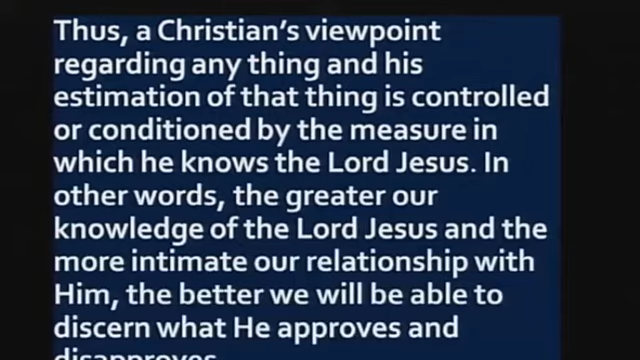 Thus, a Christian's viewpoint
regarding any thing and his
estimation of that thing is controlled
or conditioned by the measure in
which he knows the Lord Jesus. In
other words, the greater our
knowledge of the Lord Jesus and the
more intimate our relationship with
Him, the better we will be able to
discern what He approves and
disapproves